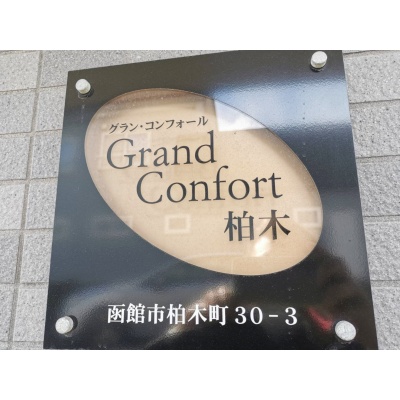 グラン・コンフォール
Grand
Confort
柏木
函館市柏木町30-3